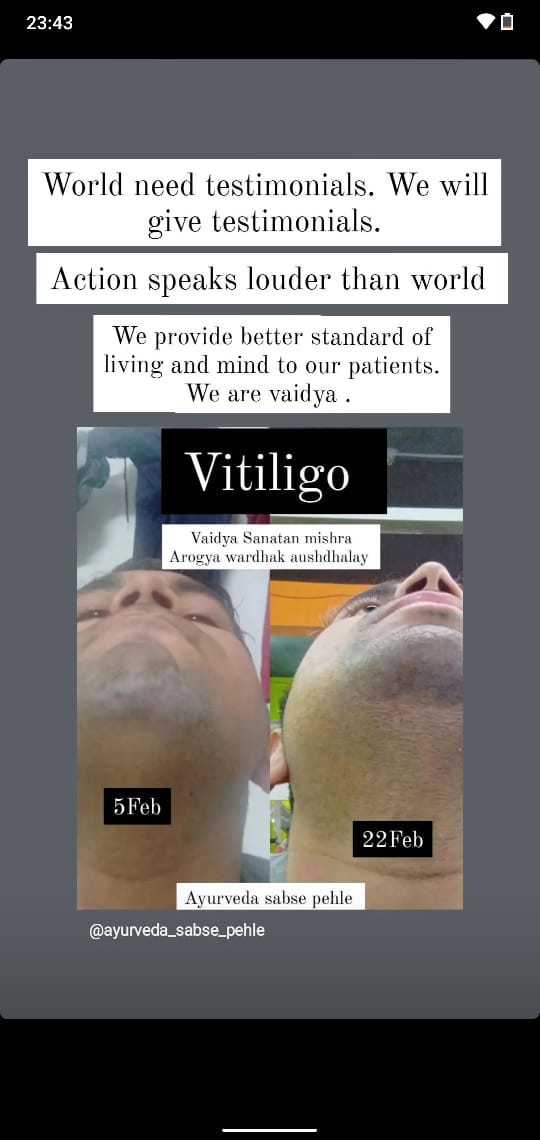 23:43
World need testimonials. We will
give testimonials.
Action speaks louder than world
We provide better standard of
living and mind to our patients.
We are vaidya .
Vitiligo
Vaidya Sanatan mishra
Arogya wardhak aushdhalay
5Feb
22Feb
Ayurveda sabse pehle
@ayurveda_sabse_pehle